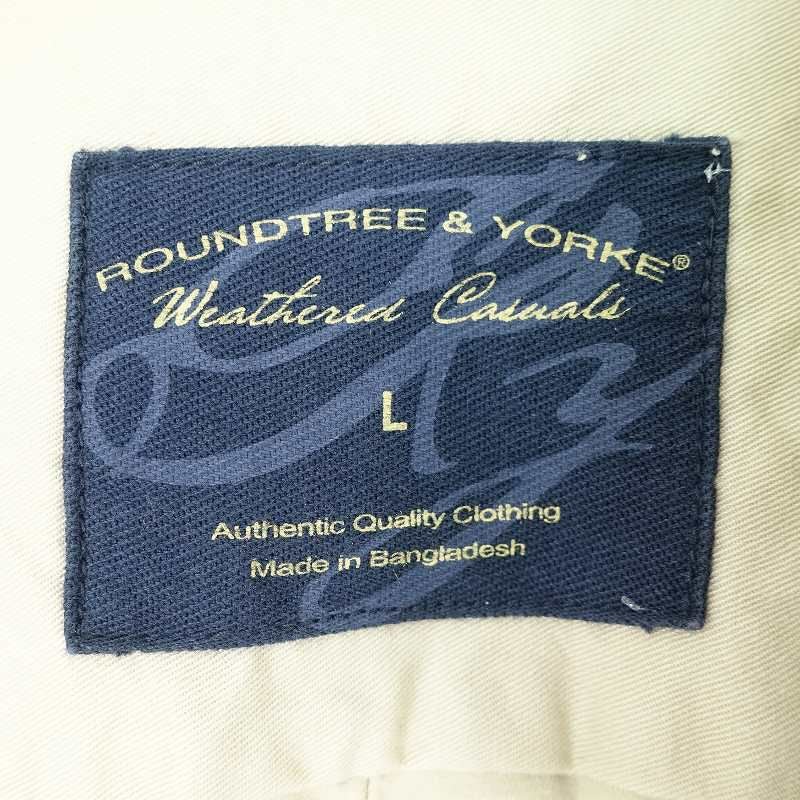 ROUNDTREE & YORKE®
Weathered Casuals
L
Authentic Quality Clothing
Made in Bangladesh